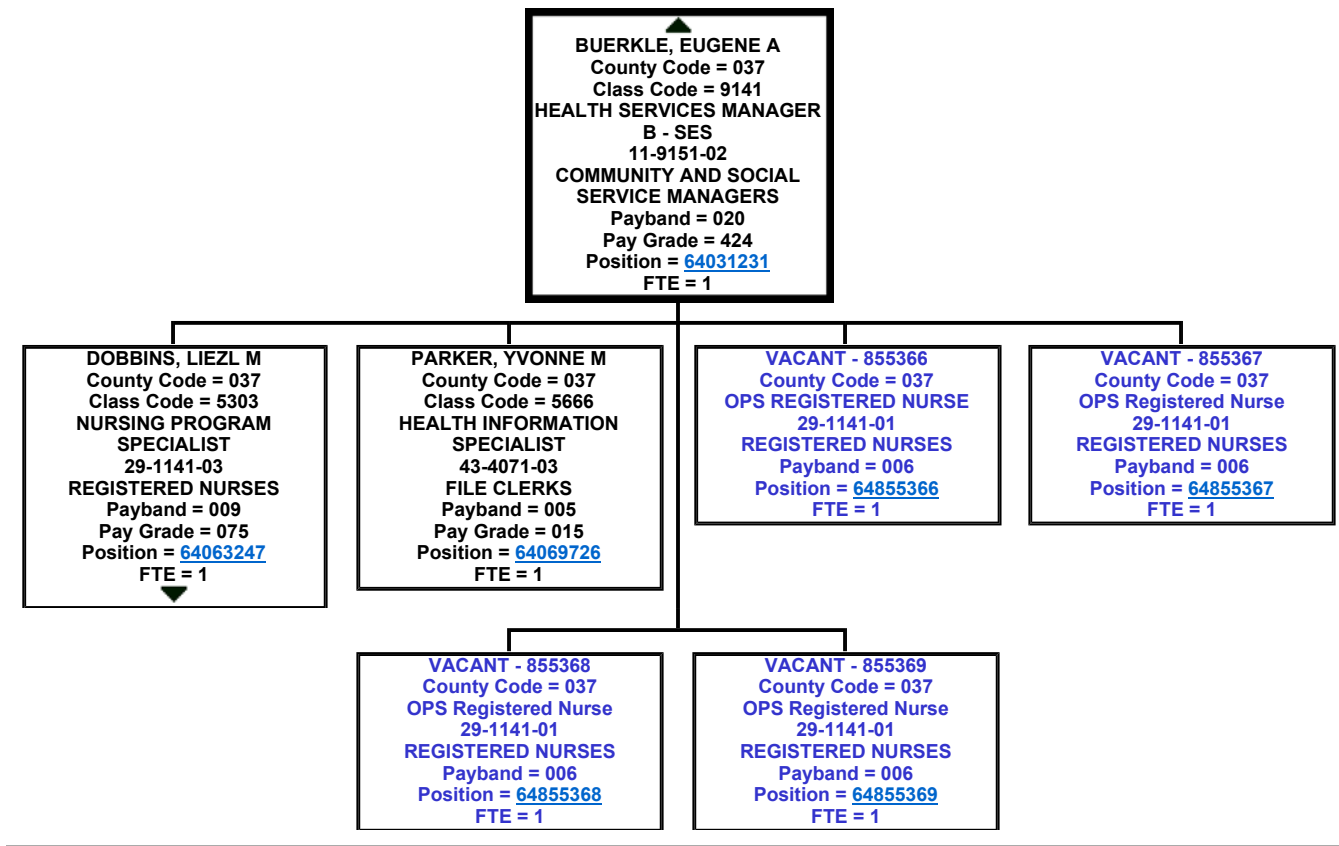 BUERKLE, EUGENE A
County Code = 037
Class Code = 9141
HEALTH SERVICES MANAGER
B - SES
11-9151-02
COMMUNITY AND SOCIAL
SERVICE MANAGERS
Payband = 020
Pay Grade = 424
Position = 64031231
FTE = 1
DOBBINS, LIEZL M
County Code = 037
Class Code = 5303
NURSING PROGRAM
SPECIALIST
29-1141-03
REGISTERED NURSES
Payband = 009
Pay Grade = 075
Position = 64063247
FTE = 1
PARKER, YVONNE M
County Code = 037
Class Code = 5666
HEALTH INFORMATION
SPECIALIST
43-4071-03
FILE CLERKS
Payband = 005
Pay Grade = 015
Position = 64069726
FTE = 1
VACANT - 855366
County Code = 037
OPS REGISTERED NURSE
29-1141-01
REGISTERED NURSES
Payband = 006
Position = 64855366
FTE = 1
VACANT - 855367
County Code = 037
OPS Registered Nurse
29-1141-01
REGISTERED NURSES
Payband = 006
Position = 64855367
FTE = 1
VACANT - 855368
County Code = 037
OPS Registered Nurse
29-1141-01
REGISTERED NURSES
Payband = 006
Position = 64855368
FTE = 1
VACANT - 855369
County Code = 037
OPS Registered Nurse
29-1141-01
REGISTERED NURSES
Payband = 006
Position = 64855369
FTE = 1